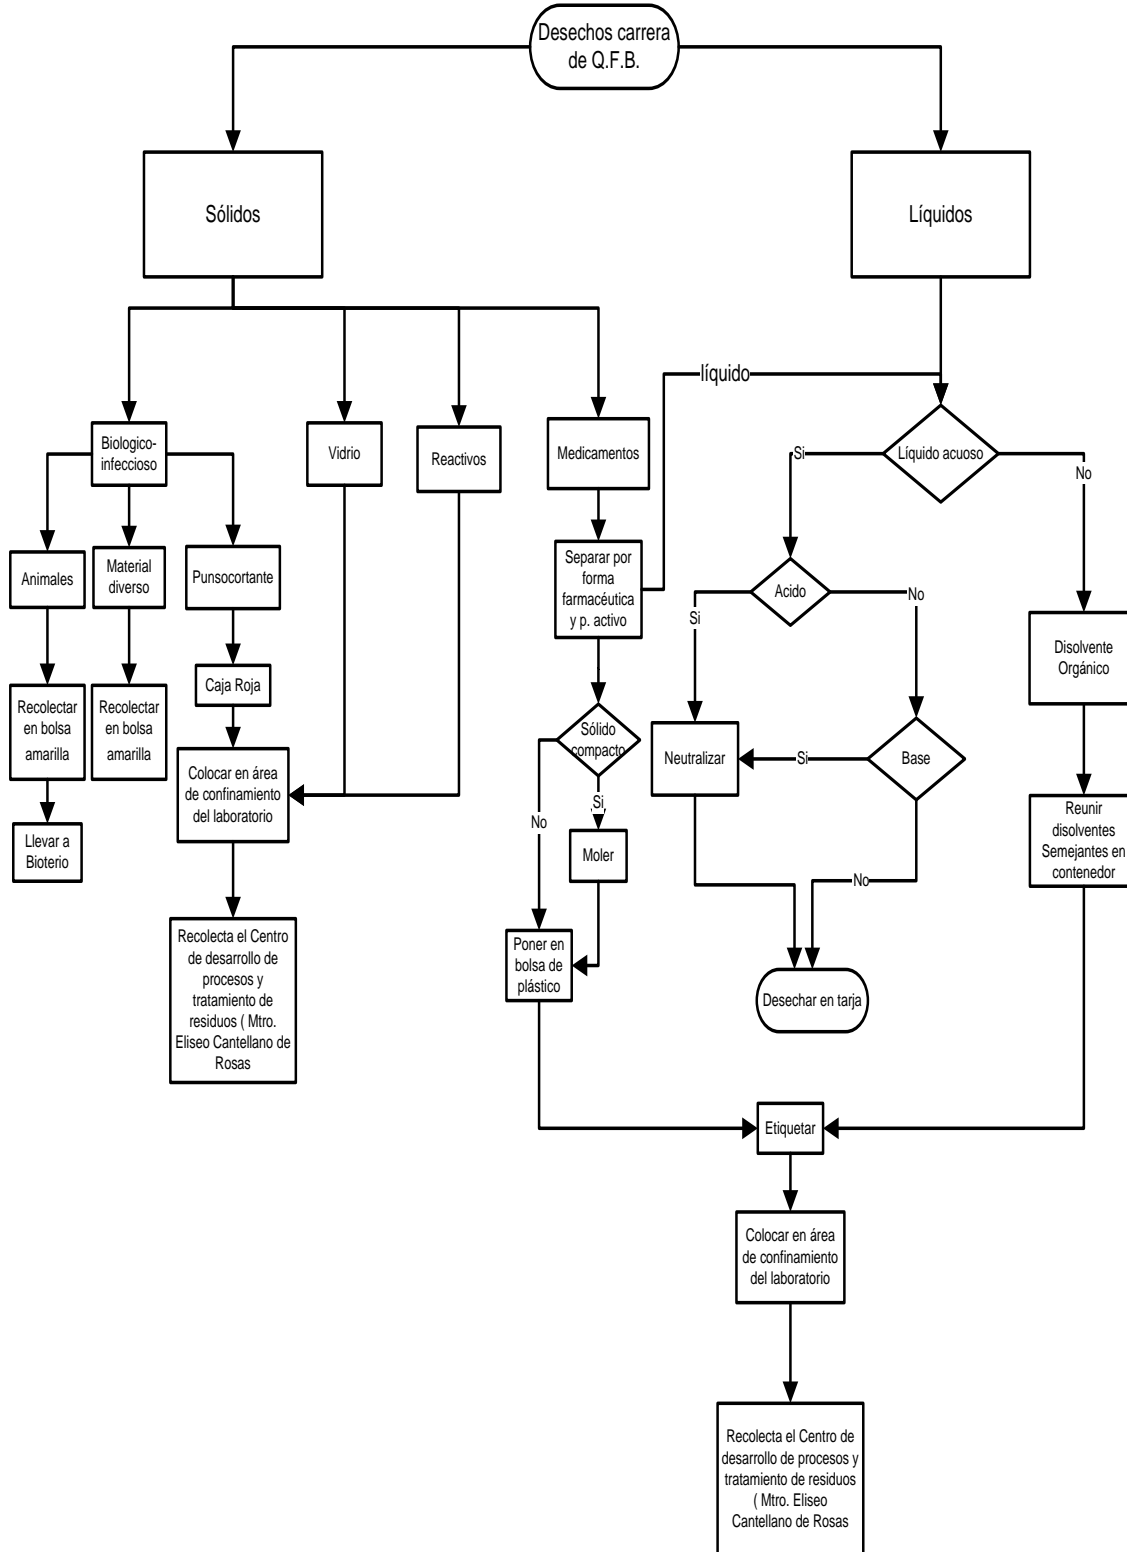 Desechos carrera
de Q.F.B.
Sólidos
Líquidos
líquido
Biologico-
infeccioso
Vidrio
Reactivos
Medicamentos
Líquido acuoso
Si
No
Animales
Material
diverso
Punsocortante
Separar por
forma
farmacéutica
y p. activo
Acido
Si
No
Disolvente
Orgánico
Recolectar
en bolsa
amarilla
Recolectar
en bolsa
amarilla
Caja Roja
Sólido
compacto
Neutralizar
Si
Base
Colocar en área
de confinamiento
del laboratorio
Llevar a
Bioterio
No
Si
Moler
No
Reunir
disolventes
Semejantes en
contenedor
Recolecta el Centro
de desarrollo de
procesos y
tratamiento de
residuos ( Mtro.
Eliseo Cantellano de
Rosas
Poner en
bolsa de
plástico
Desechar en tarja
Etiquetar
Colocar en área
de confinamiento
del laboratorio
Recolecta el Centro de
desarrollo de procesos y
tratamiento de residuos
( Mtro. Eliseo
Cantellano de Rosas